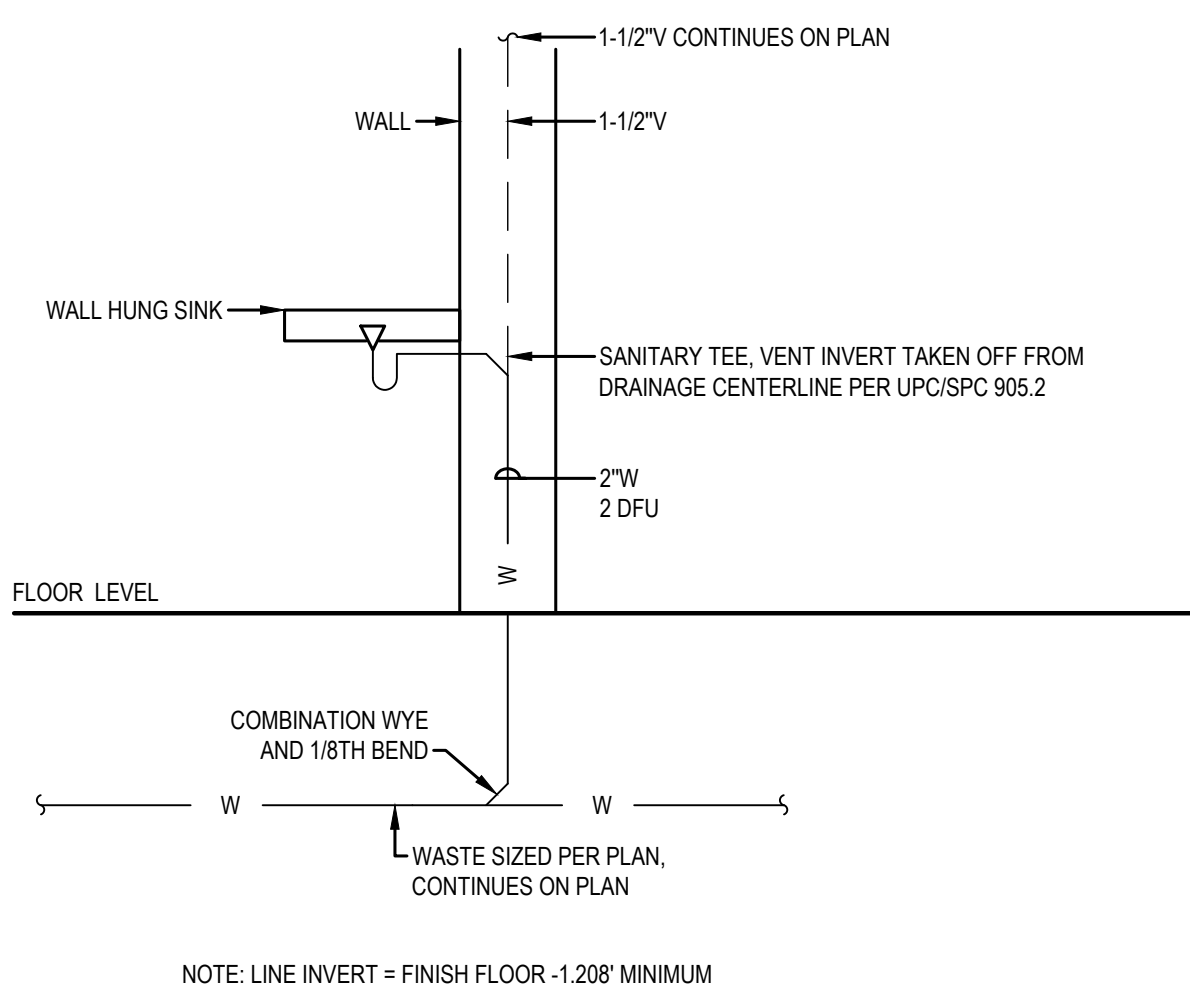 1-1/2"V CONTINUES ON PLAN
WALL
1-1/2"V
WALL HUNG SINK
SANITARY TEE, VENT INVERT TAKEN OFF FROM
DRAINAGE CENTERLINE PER UPC/SPC 905.2
2"W
2 DFU
W
FLOOR LEVEL
COMBINATION WYE
AND 1/8TH BEND
W
W
WASTE SIZED PER PLAN,
CONTINUES ON PLAN
NOTE: LINE INVERT = FINISH FLOOR -1.208' MINIMUM